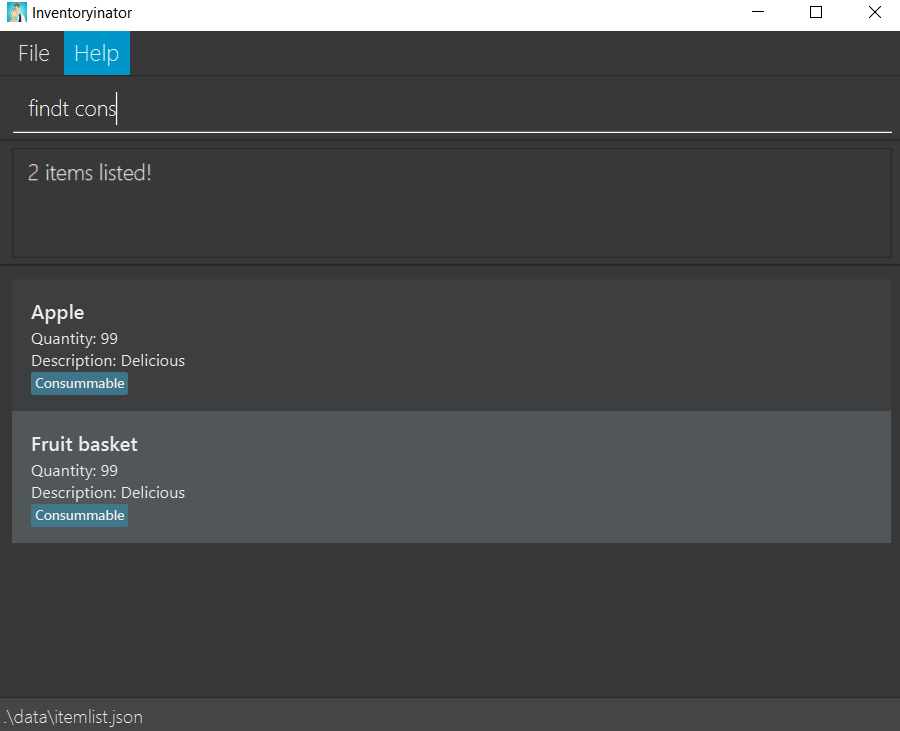 Inventoryinator
File Help
findt cons
2 items listed!
Apple
Quantity: 99
Description: Delicious
Consummable
Fruit basket
Quantity: 99
Description: Delicious
Consummable
.\data\itemlist.json